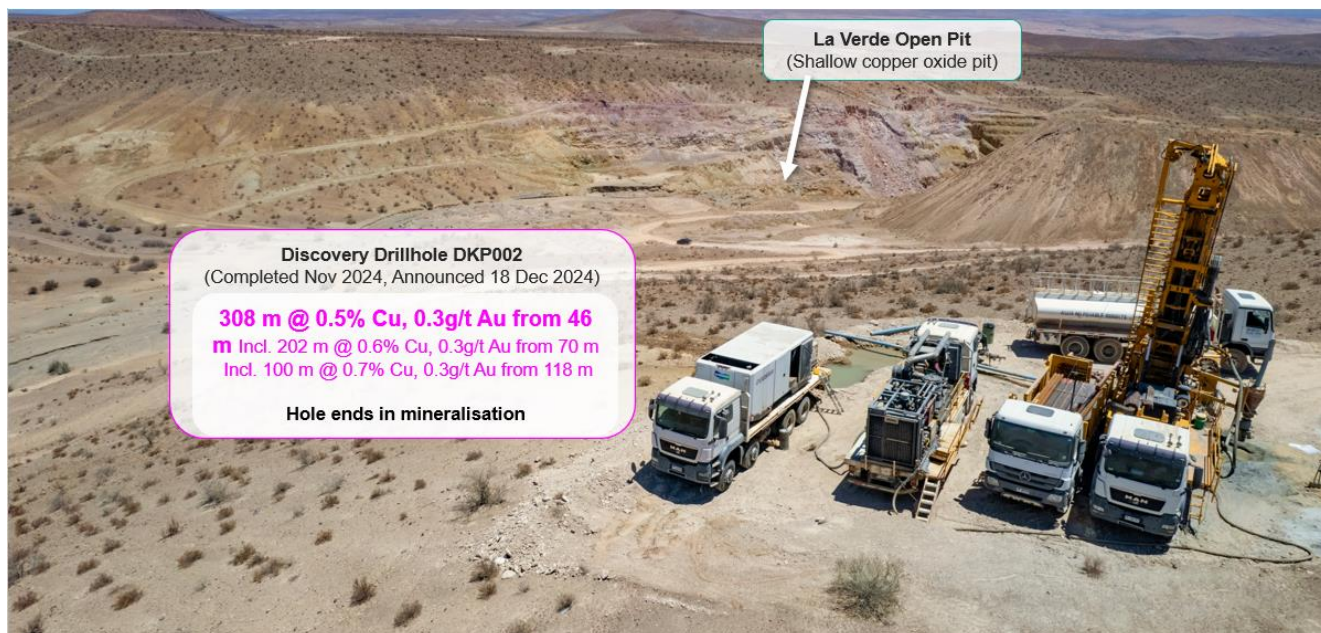 La Verde Open Pit
(Shallow copper oxide pit)
Discovery Drillhole DKP002
(Completed Nov 2024, Announced 18 Dec 2024)
308 m @ 0.5% Cu, 0.3g/t Au from 46
m Incl. 202 m @ 0.6% Cu, 0.3g/t Au from 70 m
Incl. 100 m @ 0.7% Cu, 0.3g/t Au from 118 m
Hole ends in mineralisation
MAN
MAN